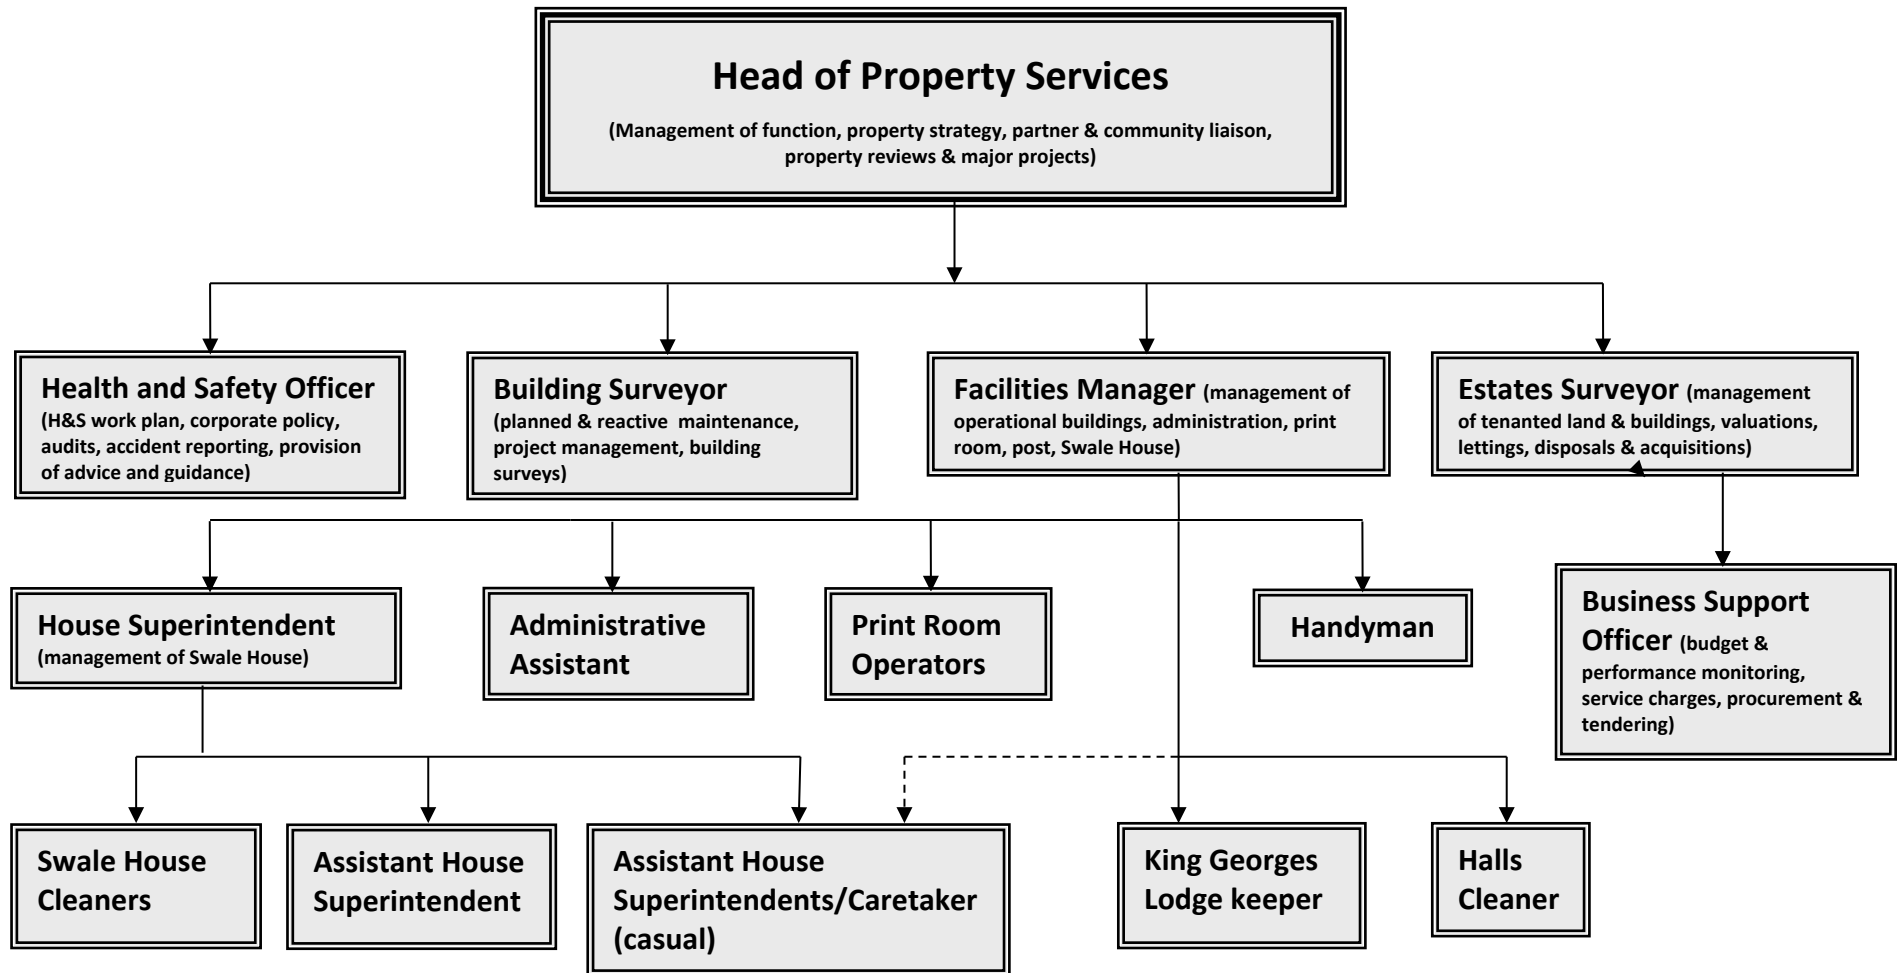 Head of Property Services
(Management of function, property strategy, partner & community liaison,
property reviews & major projects)
Health and Safety Officer
(H&S work plan, corporate policy,
audits, accident reporting, provision
of advice and guidance)
Building Surveyor
(planned & reactive maintenance,
project management, building
surveys)
Facilities Manager (management of
operational buildings, administration, print
room, post, Swale House)
Estates Surveyor (management
of tenanted land & buildings, valuations,
lettings, disposals & acquisitions)
House Superintendent
(management of Swale House)
Administrative
Assistant
Print Room
Operators
Handyman
Business Support
Officer (budget &
performance monitoring,
service charges, procurement &
tendering)
Swale House
Cleaners
Assistant House
Superintendent
Assistant House
Superintendents/Caretaker
(casual)
King Georges
Lodge keeper
Halls
Cleaner